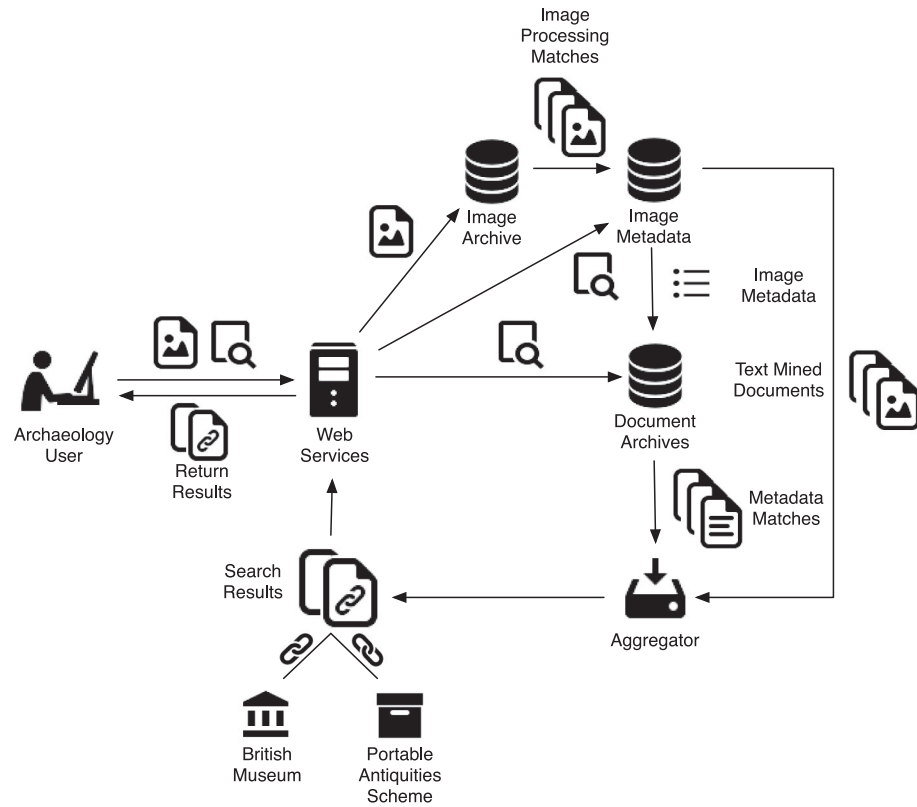 Image
Processing
Matches
Image
Archive
Image
Metadata
Image
Metadata
Text Mined
Documents
Archaeology
User
Return
Results
Web
Services
Document
Archives
Metadata
Matches
Search
Results
Aggregator
British
Museum
Portable
Antiquities
Scheme